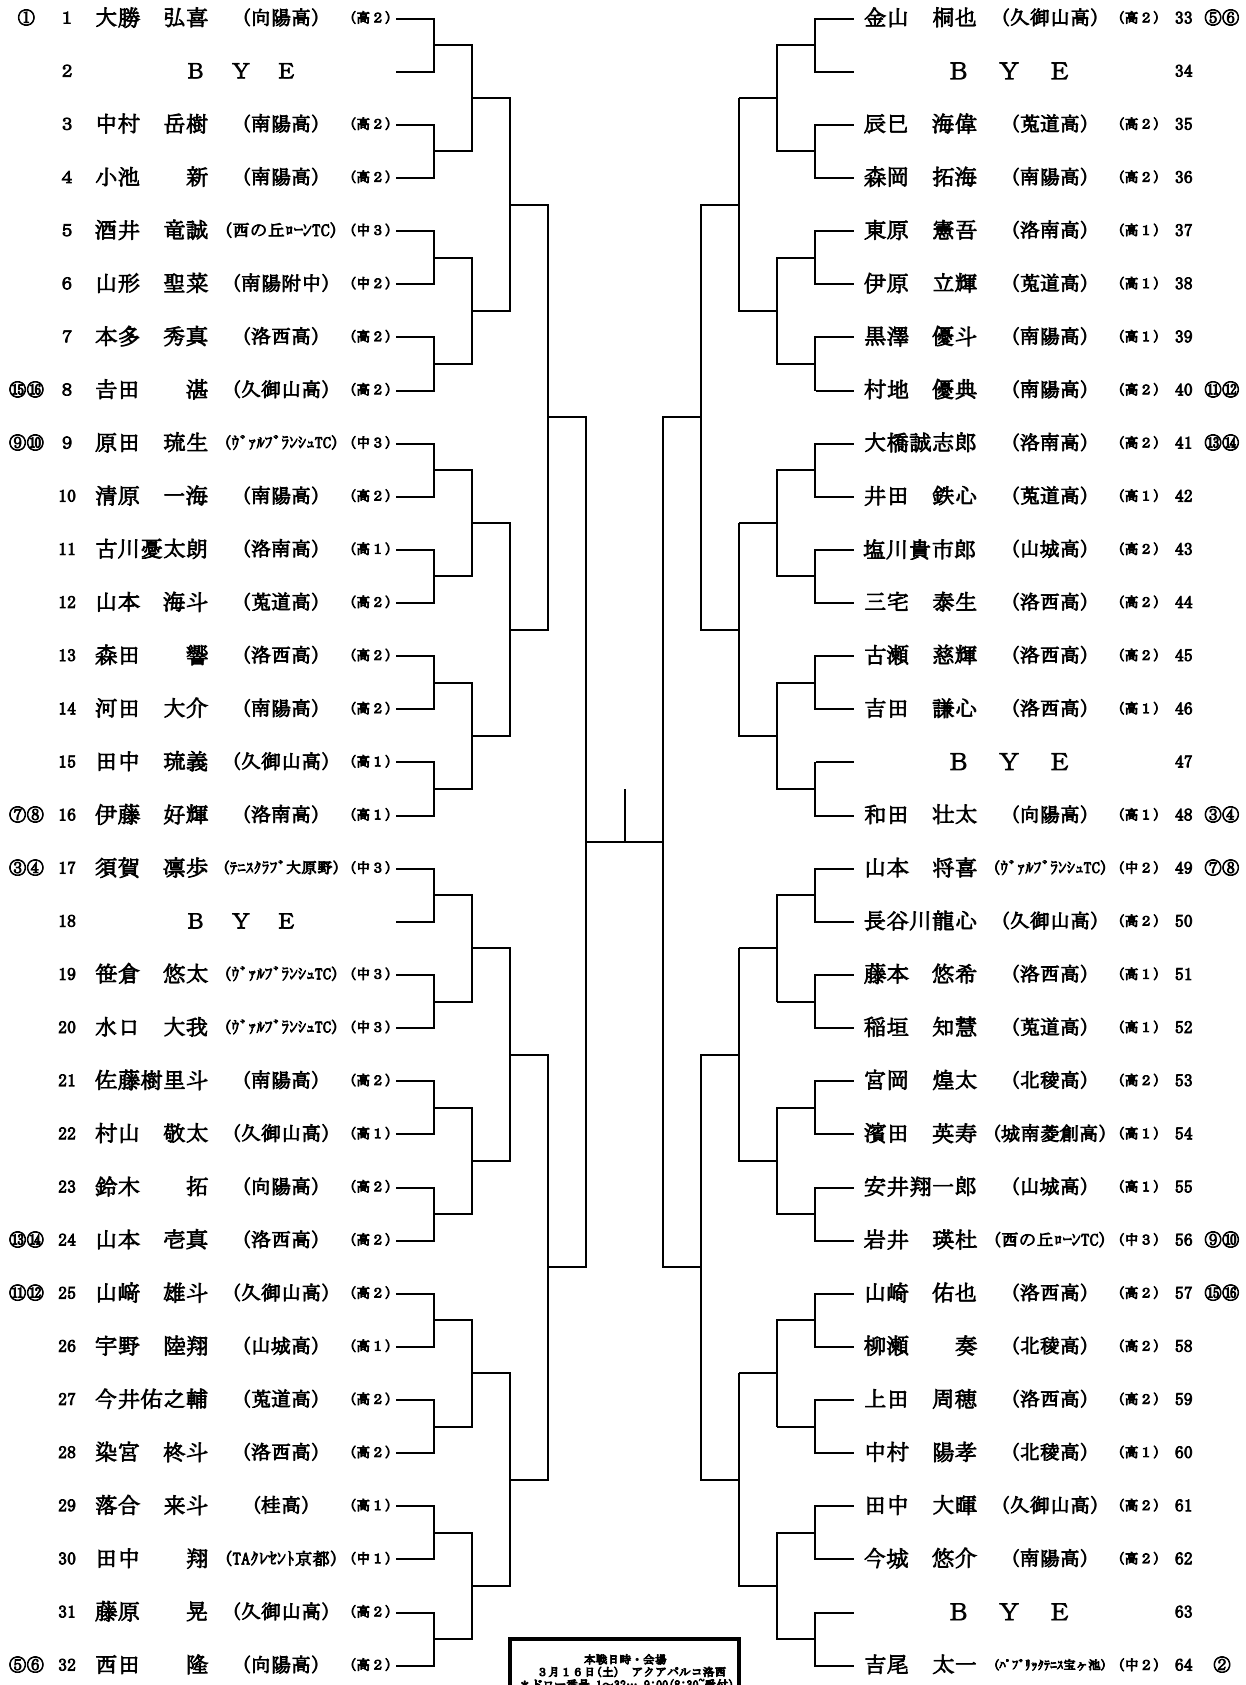 ① 1 大勝 弘喜 (向陽高) (高2)
2 B Y E
3 中村 岳樹 (南陽高) (高2)
4 小池 新 (南陽高) (高2)
5 酒井 竜誠 (西の丘ﾛｰﾝTC) (中3)
6 山形 聖菜 (南陽附中) (中2)
7 本多 秀真 (洛西高) (高2)
⑮⑯ 8 吉田 湛 (久御山高) (高2)
⑨⑩ 9 原田 琉生 (ｳﾞｧﾙﾌﾞﾗﾝｼｭTC) (中3)
10 清原 一海 (南陽高) (高2)
11 古川憂太朗 (洛南高) (高1)
12 山本 海斗 (莵道高) (高2)
13 森田 響 (洛西高) (高2)
14 河田 大介 (南陽高) (高2)
15 田中 琉義 (久御山高) (高1)
⑦⑧ 16 伊藤 好輝 (洛南高) (高1)
③④ 17 須賀 凛歩 (ﾃﾆｽｸﾗﾌﾞ大原野) (中3)
18 B Y E
19 笹倉 悠太 (ｳﾞｧﾙﾌﾞﾗﾝｼｭTC) (中3)
20 水口 大我 (ｳﾞｧﾙﾌﾞﾗﾝｼｭTC) (中3)
21 佐藤樹里斗 (南陽高) (高2)
22 村山 敬太 (久御山高) (高1)
23 鈴木 拓 (向陽高) (高2)
⑬⑭ 24 山本 壱真 (洛西高) (高2)
⑪⑫ 25 山﨑 雄斗 (久御山高) (高2)
26 宇野 陸翔 (山城高) (高1)
27 今井佑之輔 (莵道高) (高2)
28 染宮 柊斗 (洛西高) (高2)
29 落合 来斗 (桂高) (高1)
30 田中 翔 (TAｸﾚｾﾝﾄ京都) (中1)
31 藤原 晃 (久御山高) (高2)
⑤⑥ 32 西田 隆 (向陽高) (高2)
金山 桐也 (久御山高) (高2) 33 ⑤⑥
B Y E 34
辰巳 海偉 (莵道高) (高2) 35
森岡 拓海 (南陽高) (高2) 36
東原 憲吾 (洛南高) (高1) 37
伊原 立輝 (莵道高) (高1) 38
黒澤 優斗 (南陽高) (高1) 39
村地 優典 (南陽高) (高2) 40 ⑪⑫
大橋誠志郎 (洛南高) (高2) 41 ⑬⑭
井田 鉄心 (莵道高) (高1) 42
塩川貴市郎 (山城高) (高2) 43
三宅 泰生 (洛西高) (高2) 44
古瀬 慈輝 (洛西高) (高2) 45
吉田 謙心 (洛西高) (高1) 46
B Y E 47
和田 壮太 (向陽高) (高1) 48 ③④
山本 将喜 (ｳﾞｧﾙﾌﾞﾗﾝｼｭTC) (中2) 49 ⑦⑧
長谷川龍心 (久御山高) (高2) 50
藤本 悠希 (洛西高) (高1) 51
稲垣 知慧 (莵道高) (高1) 52
宮岡 煌太 (北稜高) (高2) 53
濱田 英寿 (城南菱創高) (高1) 54
安井翔一郎 (山城高) (高1) 55
岩井 瑛杜 (西の丘ﾛｰﾝTC) (中3) 56 ⑨⑩
山崎 佑也 (洛西高) (高2) 57 ⑮⑯
柳瀬 奏 (北稜高) (高2) 58
上田 周穂 (洛西高) (高2) 59
中村 陽孝 (北稜高) (高1) 60
田中 大暉 (久御山高) (高2) 61
今城 悠介 (南陽高) (高2) 62
B Y E 63
吉尾 太一 (ﾊﾟﾌﾞﾘｯｸﾃﾆｽ宝ヶ池) (中2) 64 ②
本戦日時・会場
3月16日(土) アクアパルコ洛西
*ドロー番号 1～32… 9:00(8:30~受付)